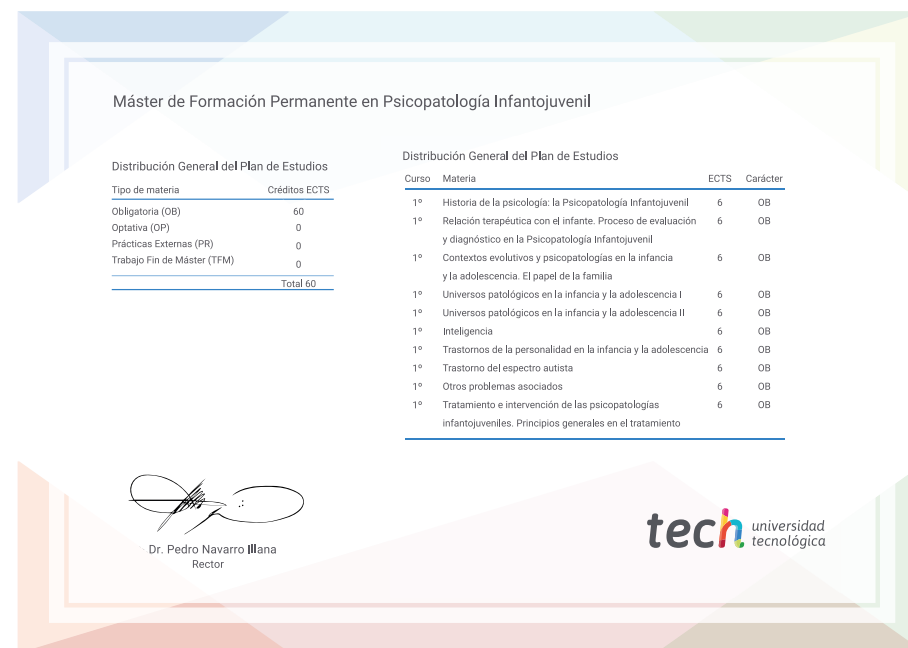 Máster de Formación Permanente en Psicopatología Infantojuvenil
Distribución General del Plan de Estudios
Tipo de materia Créditos ECTS
Obligatoria (OB) 60
Optativa (OP) 0
Prácticas Externas (PR) 0
Trabajo Fin de Máster (TFM) 0
Total 60
Distribución General del Plan de Estudios
Curso Materia ECTS Carácter
1º Historia de la psicología: la Psicopatología Infantojuvenil 6 OB
1º Relación terapéutica con el infante. Proceso de evaluación 6 OB
y diagnóstico en la Psicopatología Infantojuvenil
1º Contextos evolutivos y psicopatologías en la infancia 6 OB
y la adolescencia. El papel de la familia
1º Universos patológicos en la infancia y la adolescencia I 6 OB
1º Universos patológicos en la infancia y la adolescencia II 6 OB
1º Inteligencia 6 OB
1º Trastornos de la personalidad en la infancia y la adolescencia 6 OB
1º Trastorno del espectro autista 6 OB
1º Otros problemas asociados 6 OB
1º Tratamiento e intervención de las psicopatologías 6 OB
infantojuveniles. Principios generales en el tratamiento
Dr. Pedro Navarro Illana
Rector
tech universidad
tecnológica